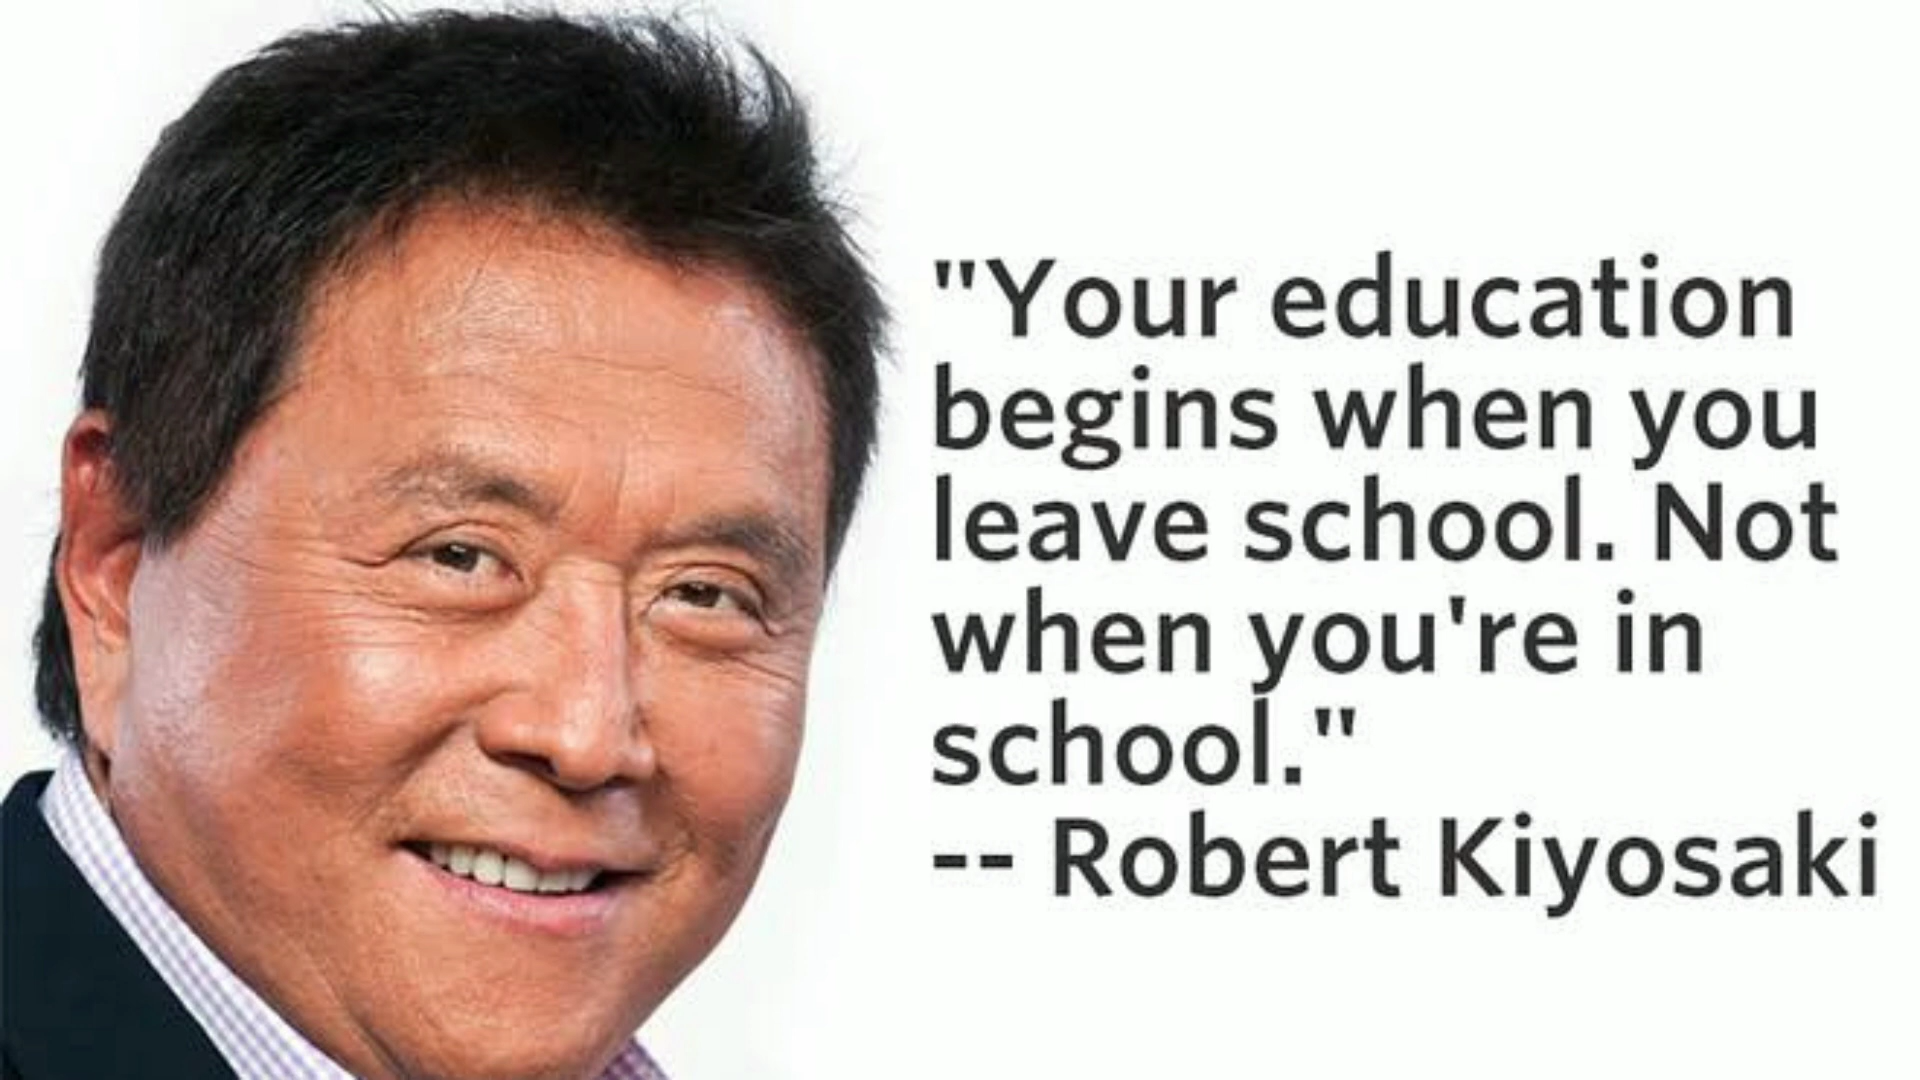 "Your education
begins when you
leave school. Not
when you're in
school."
-- Robert Kiyosaki